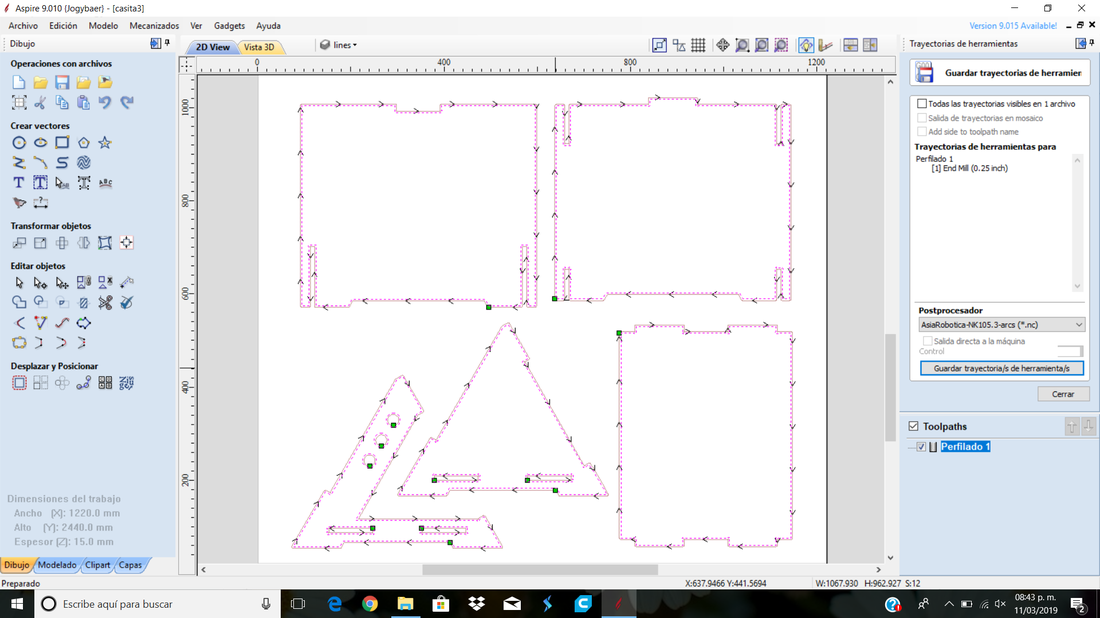 Aspire 9.010 (Jogybaer) - [casita3]
Archivo Edición Modelo Mecanizados Ver Gadgets Ayuda
Version 9.015 Available!
Dibujo
2D View Vista 3D
lines
Trayectorias de herramientas
Operaciones con archivos
Crear vectores
Transformar objetos
Editar objetos
Desplazar y Posicionar
Dimensiones del trabajo
Ancho (X): 1220.0 mm
Alto (Y): 2440.0 mm
Espesor (Z): 15.0 mm
Dibujo Modelado Clipart Capas
0 400 800 1200
1000
800
600
400
200
Guardar trayectorias de herramier
Todas las trayectorias visibles en 1 archivo
Salida de trayectorias en mosaico
Add side to toolpath name
Trayectorias de herramientas para
Perfilado 1
[1] End Mill (0.25 inch)
Postprocesador
AsiaRobotica-NK105.3-arcs (*.nc)
Salida directa a la máquina
Control
Guardar trayectoria/s de herramienta/s
Cerrar
Toolpaths
Perfilado 1
Preparado
X:637.9466 Y:441.5694
W:1067.930 H:962.927 S:12
Escribe aquí para buscar
08:43 p. m.
11/03/2019
2